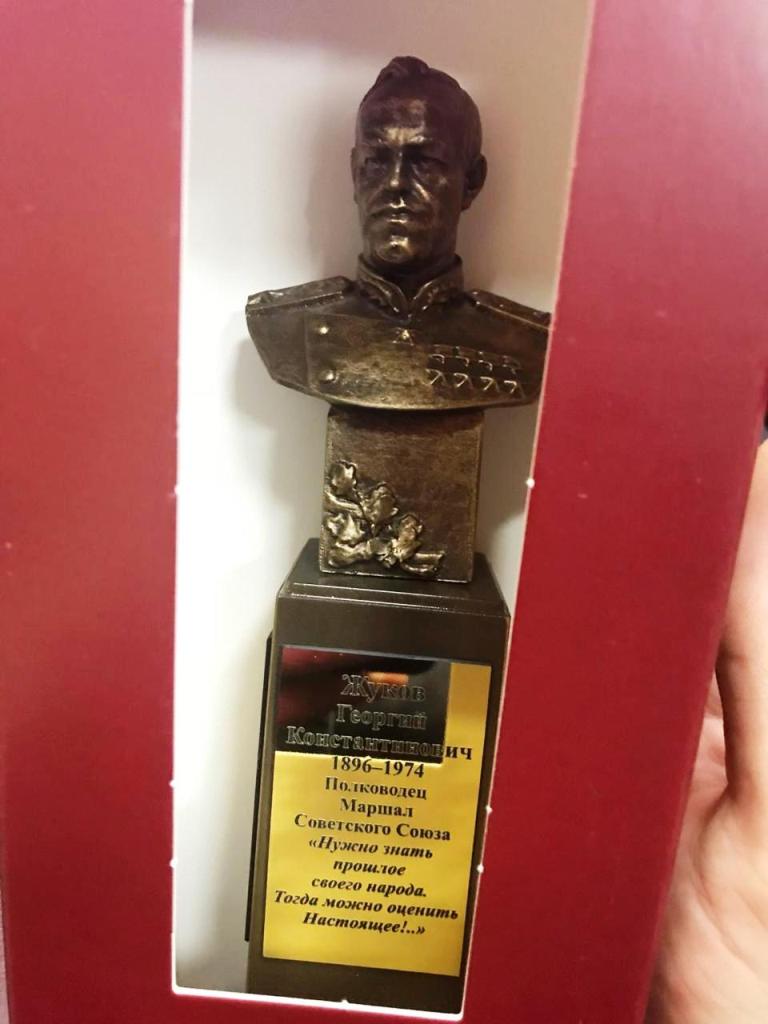 Жуков
Георгий
Константинович
1896–1974
Полководец
Маршал
Советского Союза
«Нужно знать
прошлое
своего народа.
Тогда можно оценить
Настоящее!..»